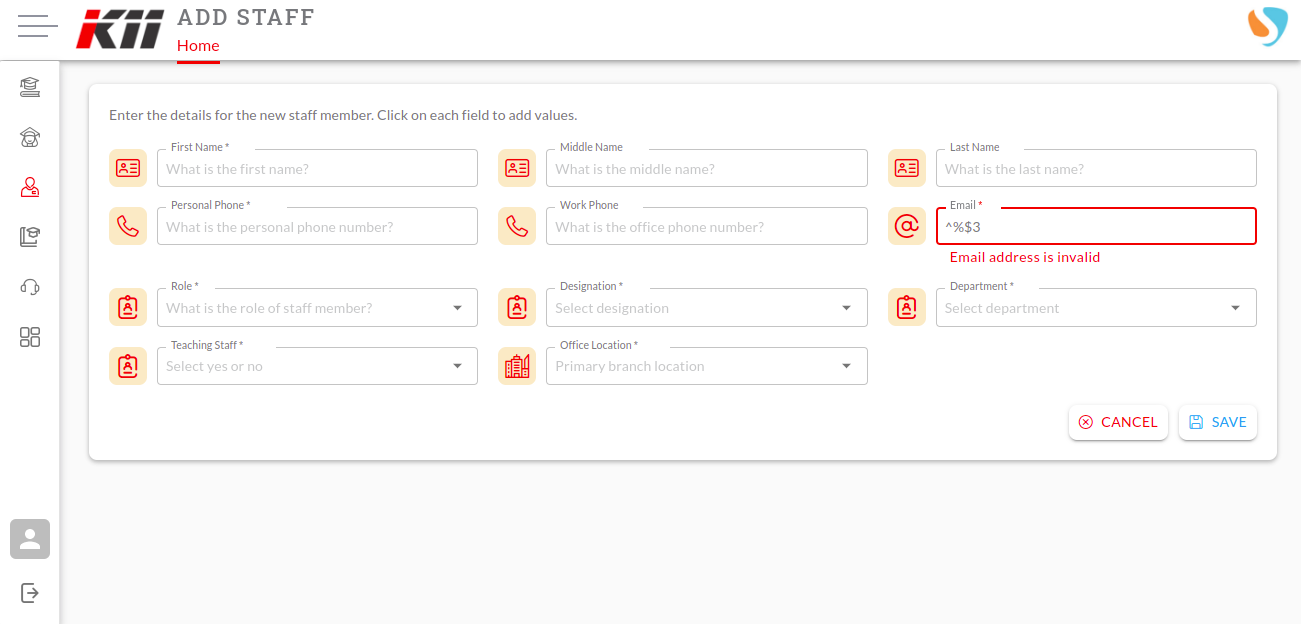 KII
ADD STAFF
Home
Enter the details for the new staff member. Click on each field to add values.
First Name *
What is the first name?
Middle Name
What is the middle name?
Last Name
What is the last name?
Personal Phone *
What is the personal phone number?
Work Phone
What is the office phone number?
Email *
^%$3
Email address is invalid
Role *
What is the role of staff member?
Designation *
Select designation
Department *
Select department
Teaching Staff *
Select yes or no
Office Location *
Primary branch location
CANCEL
SAVE